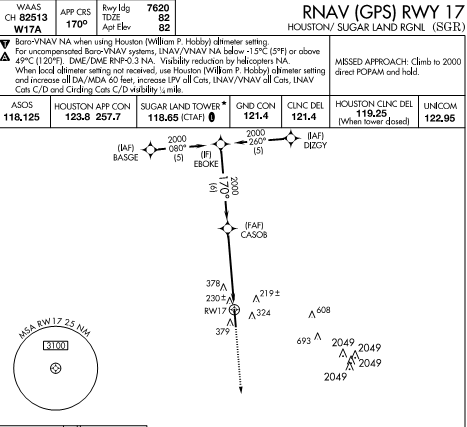 WAAS
CH 82513
W17A
APP CRS
170°
Rwy ldg 7620
TDZE 82
Apt Elev 82
RNAV (GPS) RWY 17
HOUSTON/ SUGAR LAND RGNL (SGR)
T
A
Baro-VNAV NA when using Houston (William P. Hobby) altimeter setting.
For uncompensated Baro-VNAV systems, LNAV/VNAV NA below -15°C (5°F) or above
49°C (120°F). DME/DME RNP-0.3 NA. Visibility reduction by helicopters NA.
When local altimeter setting not received, use Houston (William P. Hobby) altimeter setting
and increase all DA/MDA 60 feet, increase LPV all Cats, LNAV/VNAV all Cats, LNAV
Cats C/D and Circling Cats C/D visibility ¼ mile.
MISSED APPROACH: Climb to 2000
direct POPAM and hold.
ASOS
118.125
HOUSTON APP CON
123.8 257.7
SUGAR LAND TOWER*
118.65 (CTAF)
GND CON
121.4
CLNC DEL
121.4
HOUSTON CLNC DEL
119.25
(When tower closed)
UNICOM
122.95
(IAF)
BASGE
2000
080°
(5)
(IF)
EBOKE
2000
260°
(5)
(IAF)
DIZGY
2000
170°
(6)
(FAF)
CASOB
378
230±
219±
RW17
324
379
608
693
2049
2049
2049
2049
MSA RW17 25 NM
3100